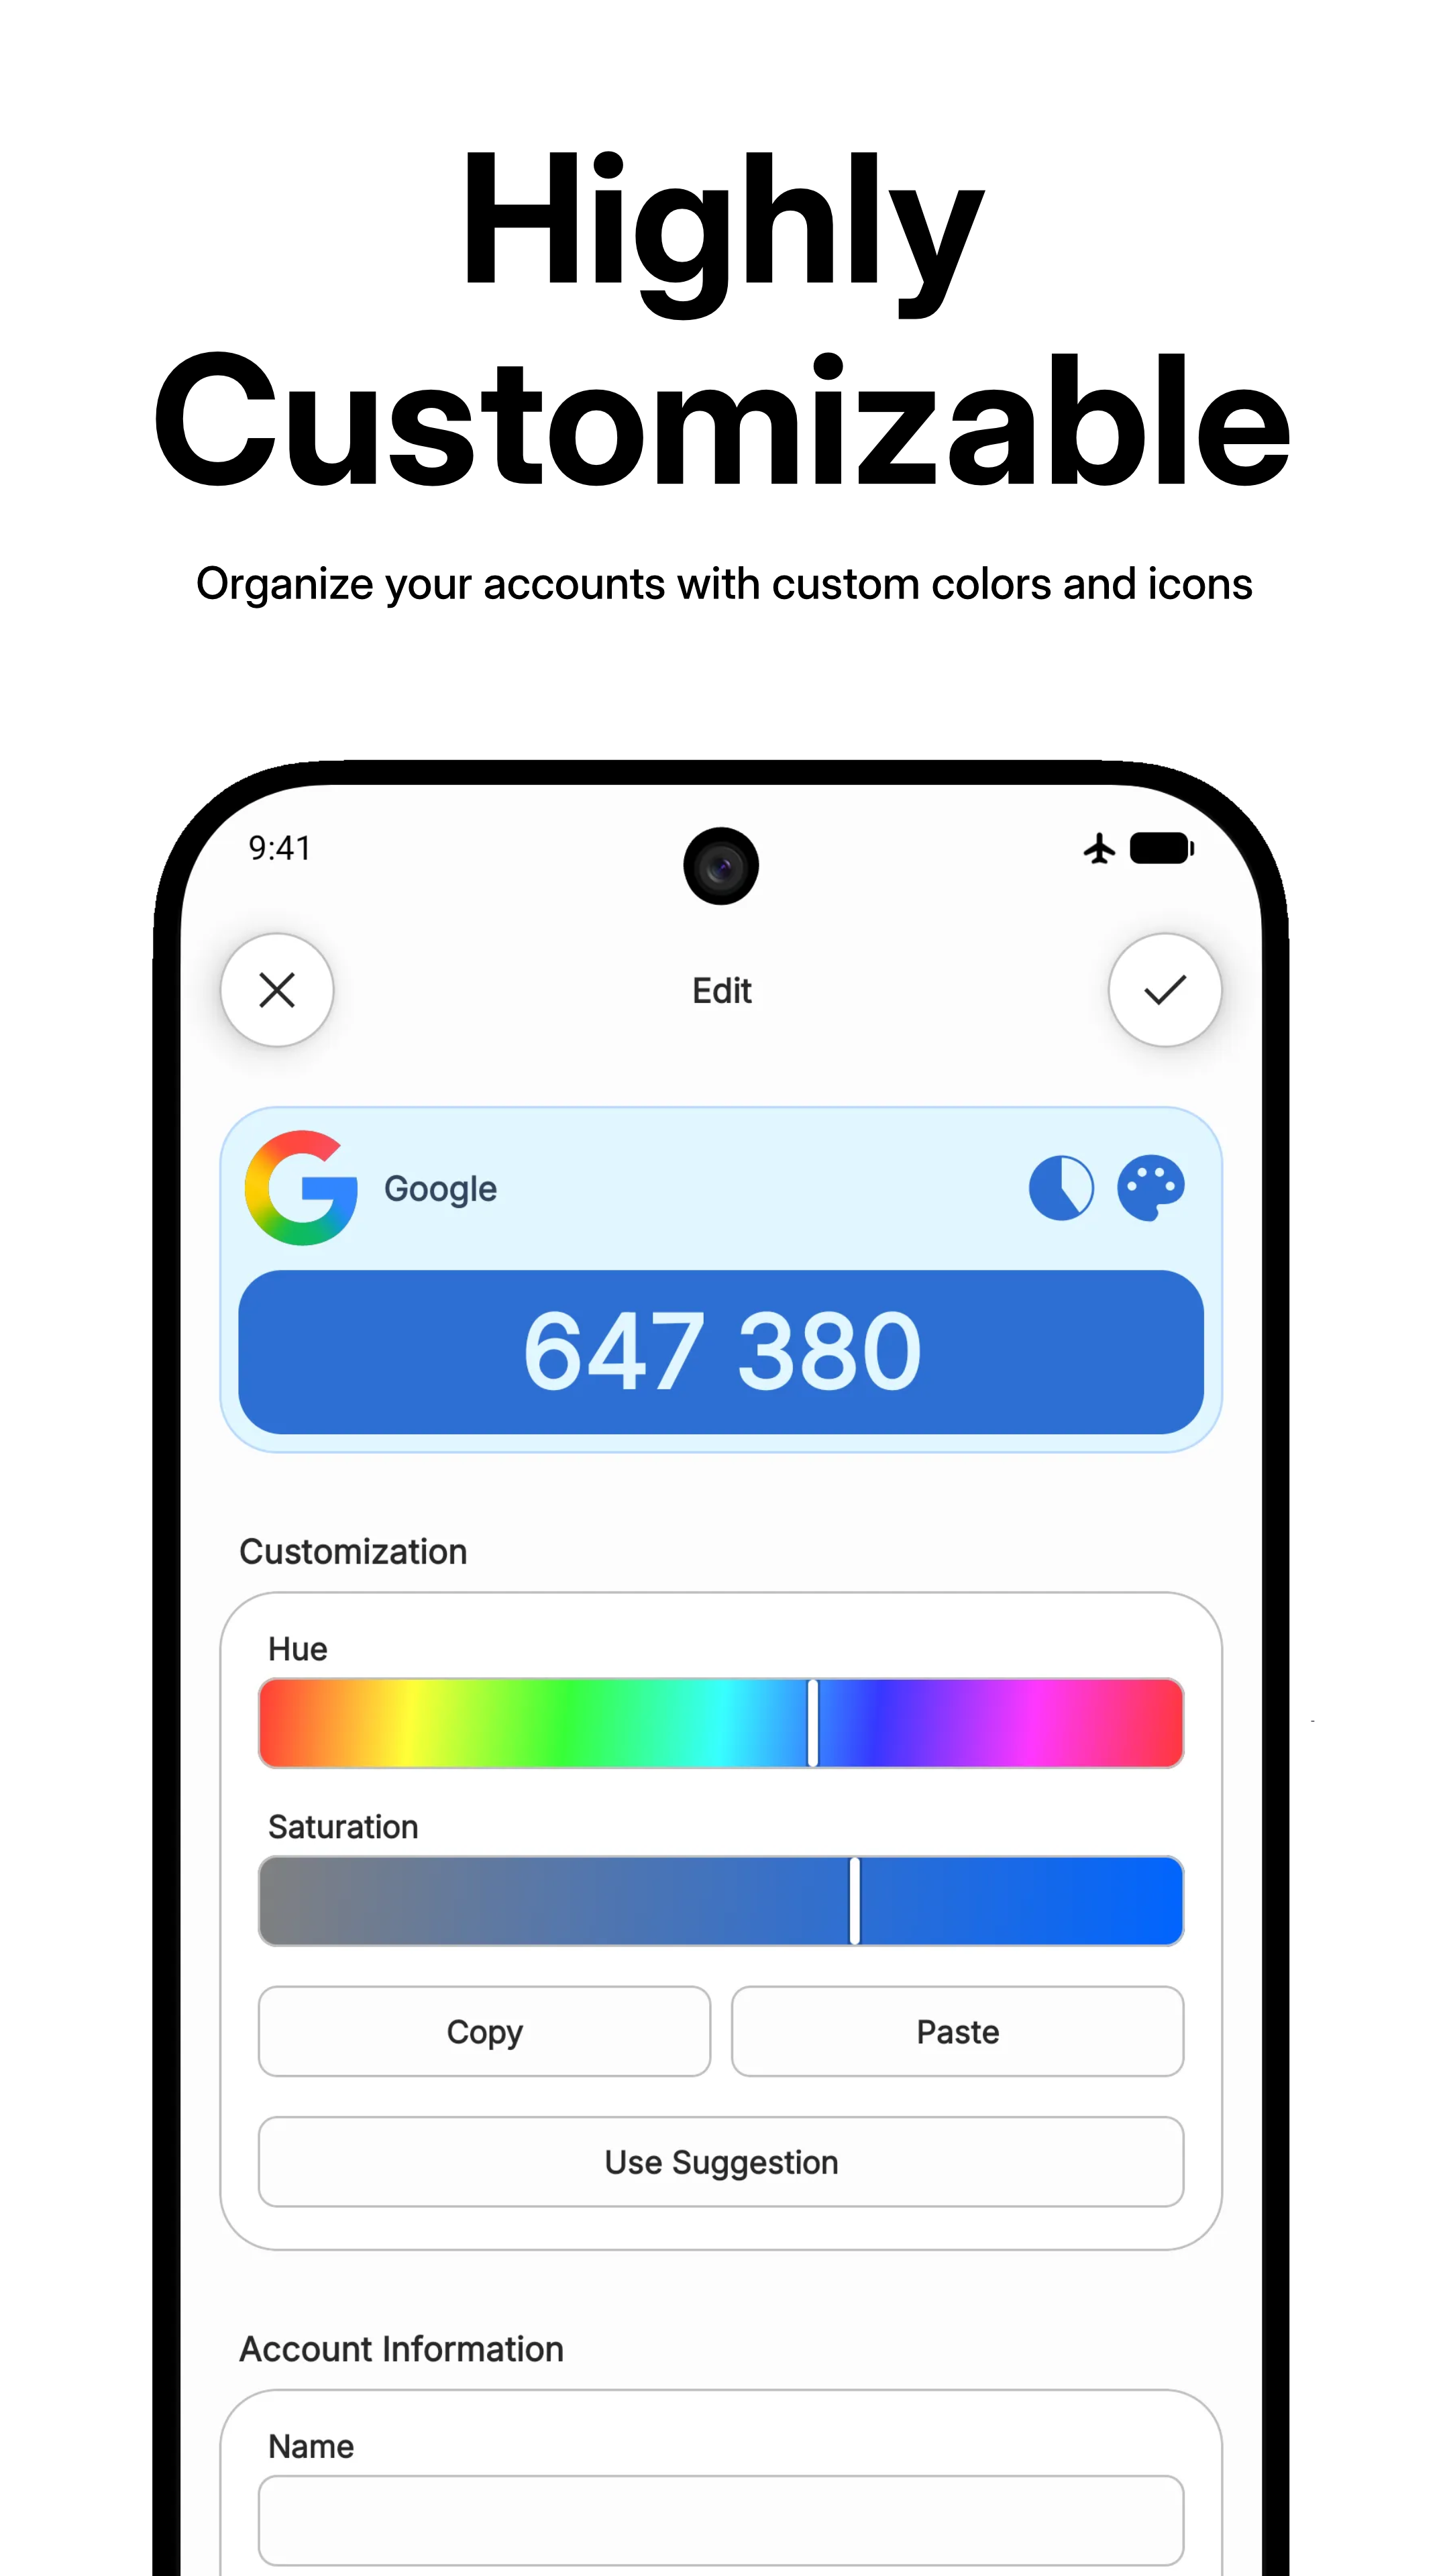 Highly
Customizable
Organize your accounts with custom colors and icons
9:41
Edit
Google
647 380
Customization
Hue
Saturation
Copy
Paste
Use Suggestion
Account Information
Name